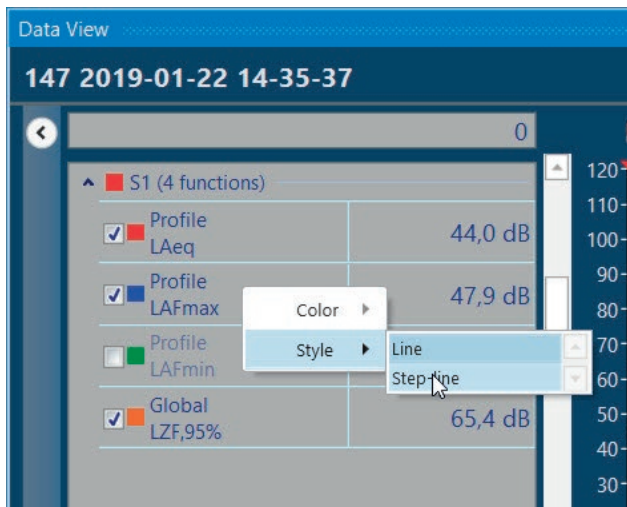 Data View
147 2019-01-22 14-35-37
0
S1 (4 functions)
Profile
LAeq
44,0 dB
Profile
LAFmax
47,9 dB
Profile
LAFmin
Global
LZF,95%
65,4 dB
Color
Style
Line
Step-line
120
110
100
90
80
70
60
50
40
30